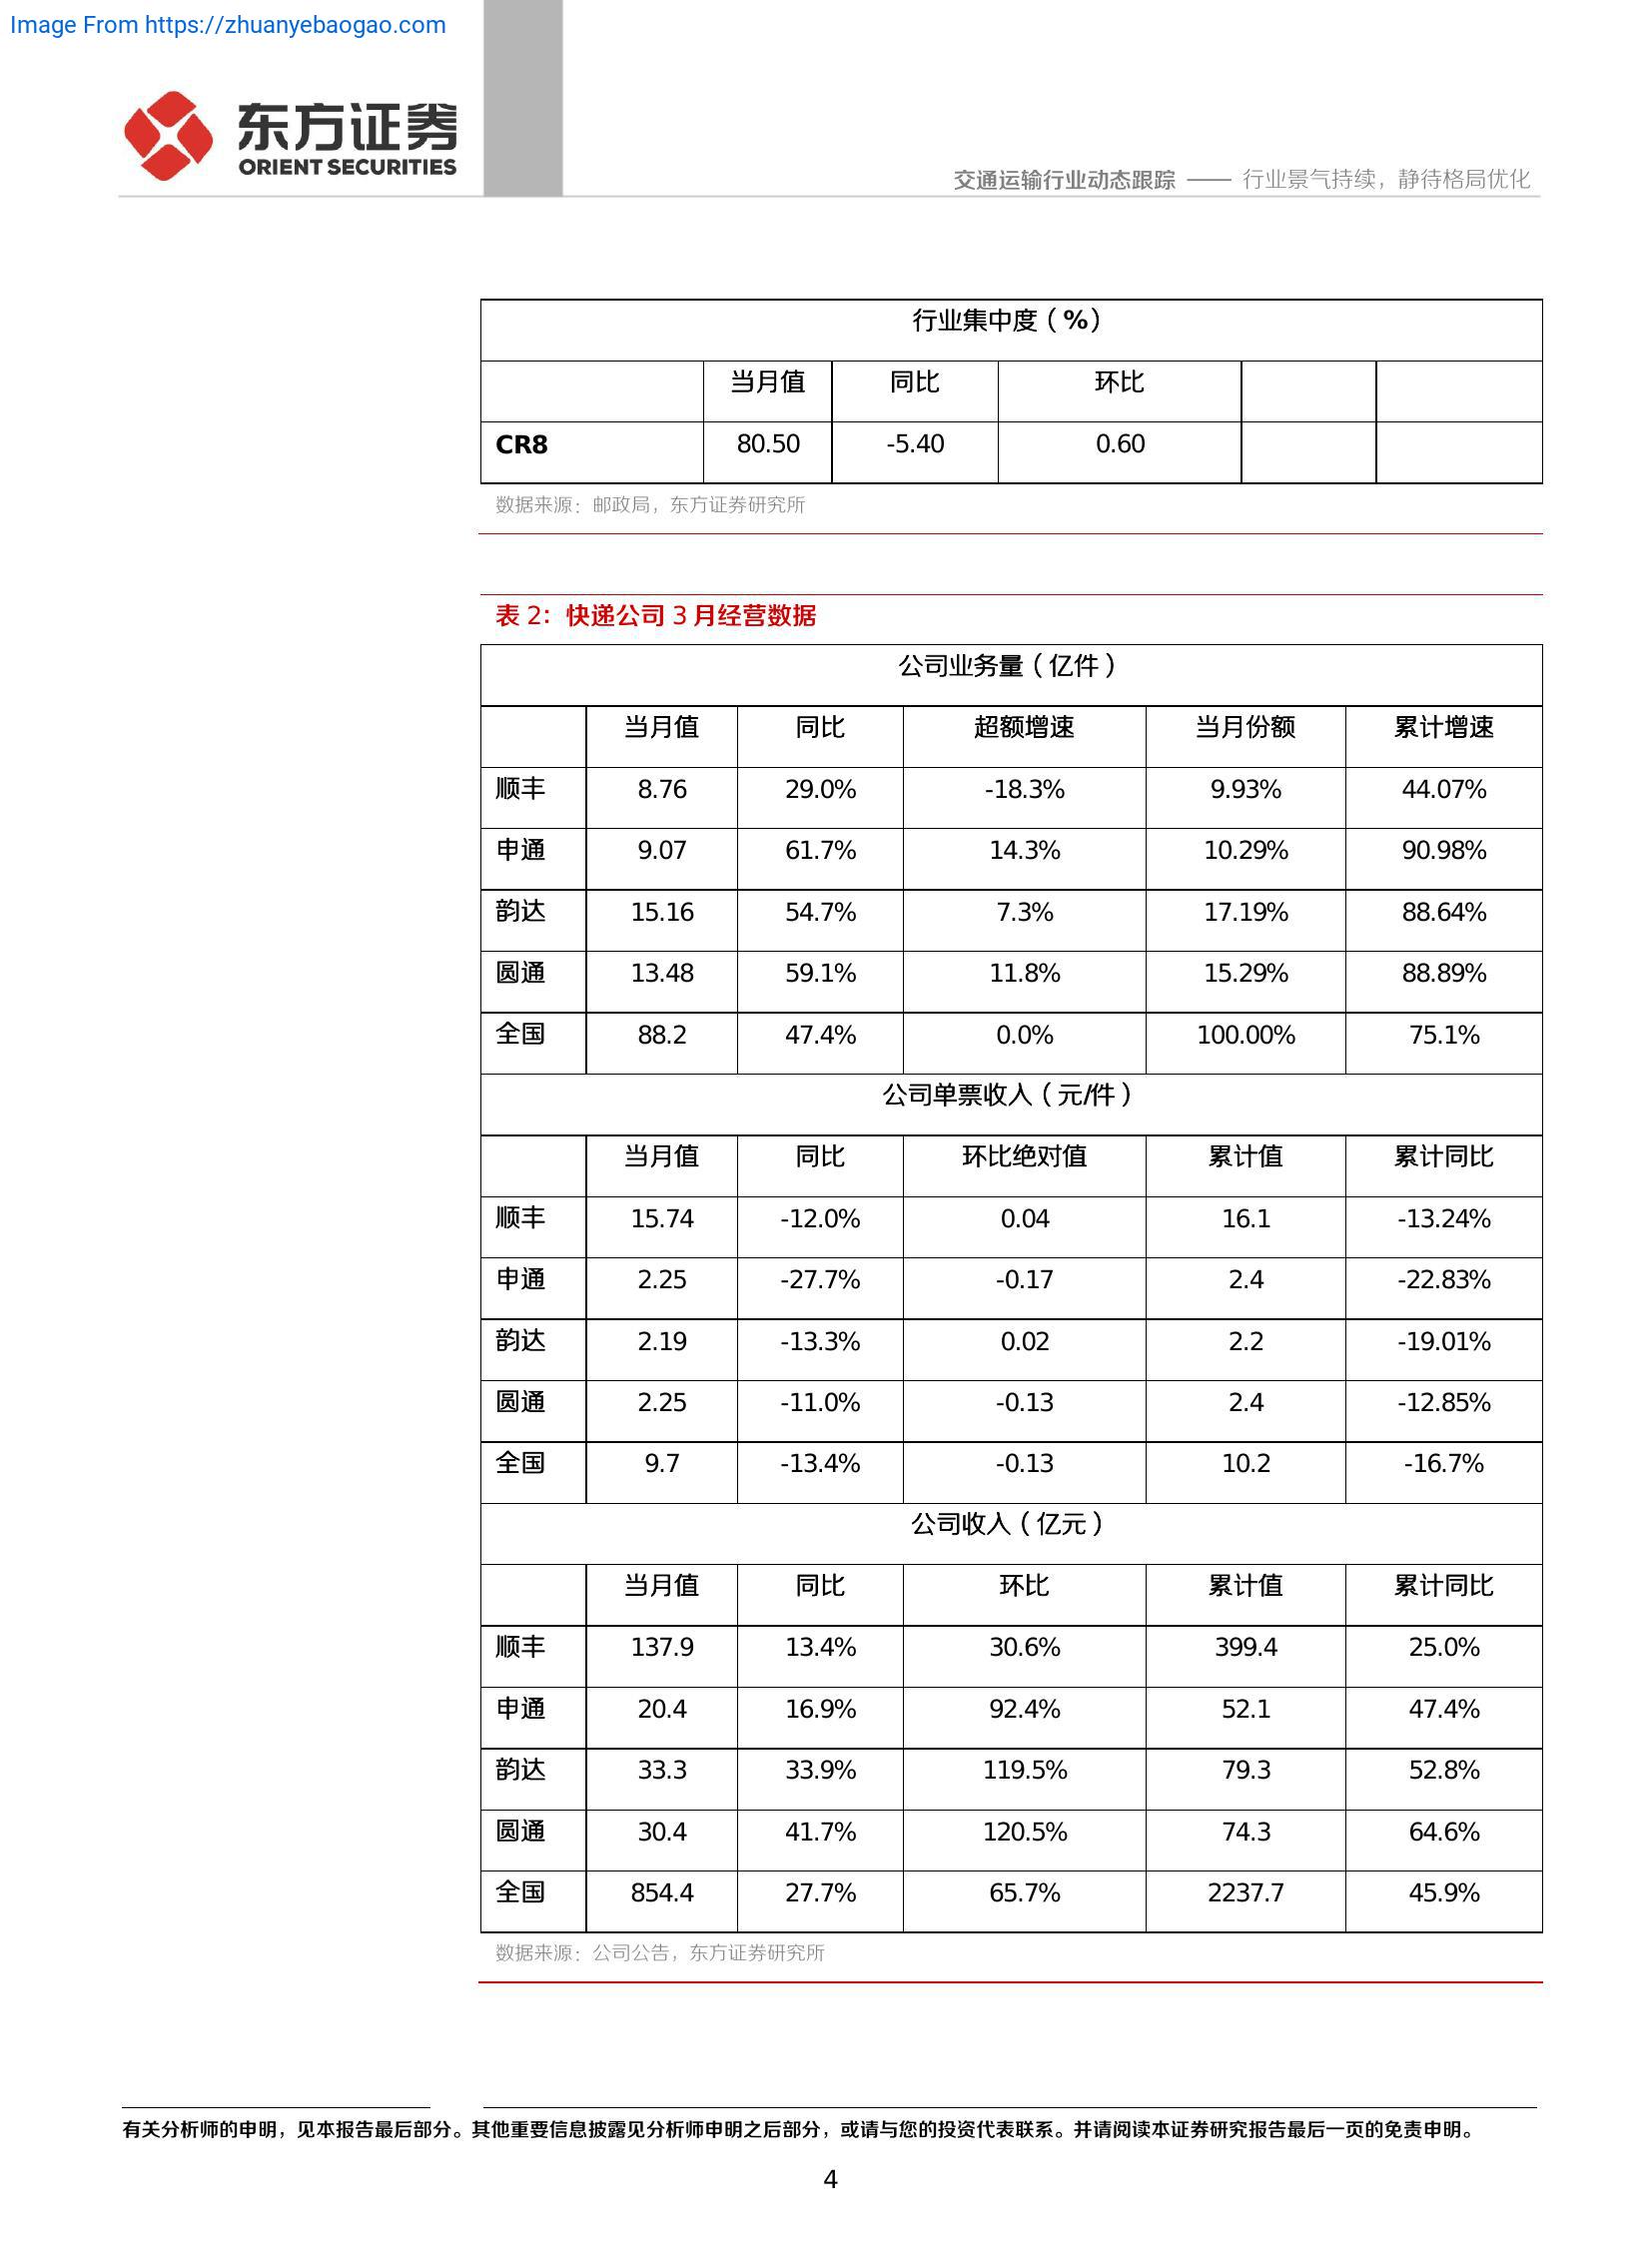 Image From https://zhuanyebaogao.com
东方证券
ORIENT SECURITIES
交通运输行业动态跟踪 —— 行业景气持续，静待格局优化
行业集中度（%）
当月值 同比 环比
CR8 80.50 -5.40 0.60
数据来源：邮政局，东方证券研究所
表 2：快递公司 3 月经营数据
公司业务量（亿件）
当月值 同比 超额增速 当月份额 累计增速
顺丰 8.76 29.0% -18.3% 9.93% 44.07%
申通 9.07 61.7% 14.3% 10.29% 90.98%
韵达 15.16 54.7% 7.3% 17.19% 88.64%
圆通 13.48 59.1% 11.8% 15.29% 88.89%
全国 88.2 47.4% 0.0% 100.00% 75.1%
公司单票收入（元/件）
当月值 同比 环比绝对值 累计值 累计同比
顺丰 15.74 -12.0% 0.04 16.1 -13.24%
申通 2.25 -27.7% -0.17 2.4 -22.83%
韵达 2.19 -13.3% 0.02 2.2 -19.01%
圆通 2.25 -11.0% -0.13 2.4 -12.85%
全国 9.7 -13.4% -0.13 10.2 -16.7%
公司收入（亿元）
当月值 同比 环比 累计值 累计同比
顺丰 137.9 13.4% 30.6% 399.4 25.0%
申通 20.4 16.9% 92.4% 52.1 47.4%
韵达 33.3 33.9% 119.5% 79.3 52.8%
圆通 30.4 41.7% 120.5% 74.3 64.6%
全国 854.4 27.7% 65.7% 2237.7 45.9%
数据来源：公司公告，东方证券研究所
有关分析师的申明，见本报告最后部分。其他重要信息披露见分析师申明之后部分，或请与您的投资代表联系。并请阅读本证券研究报告最后一页的免责申明。
4